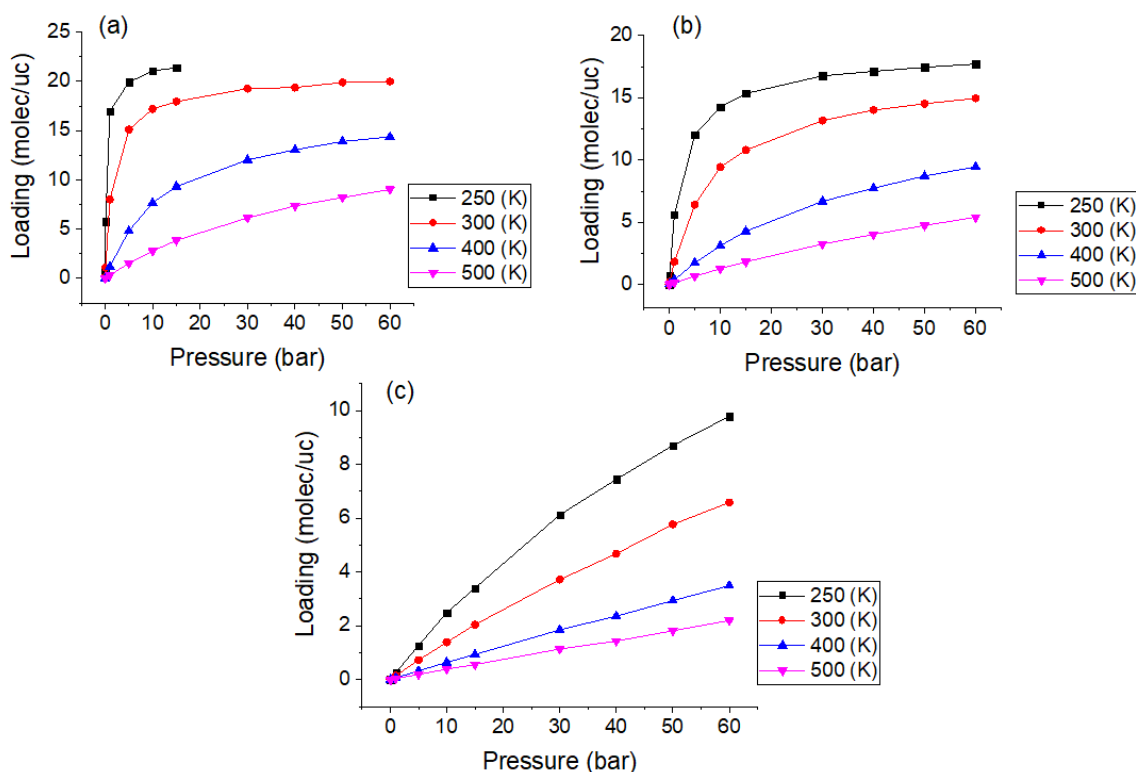 (a)
Loading (molec/uc)
25
20
15
10
5
0
0 10 20 30 40 50 60
Pressure (bar)
250 (K)
300 (K)
400 (K)
500 (K)
(b)
Loading (molec/uc)
20
15
10
5
0
0 10 20 30 40 50 60
Pressure (bar)
250 (K)
300 (K)
400 (K)
500 (K)
(c)
Loading (molec/uc)
10
8
6
4
2
0
0 10 20 30 40 50 60
Pressure (bar)
250 (K)
300 (K)
400 (K)
500 (K)